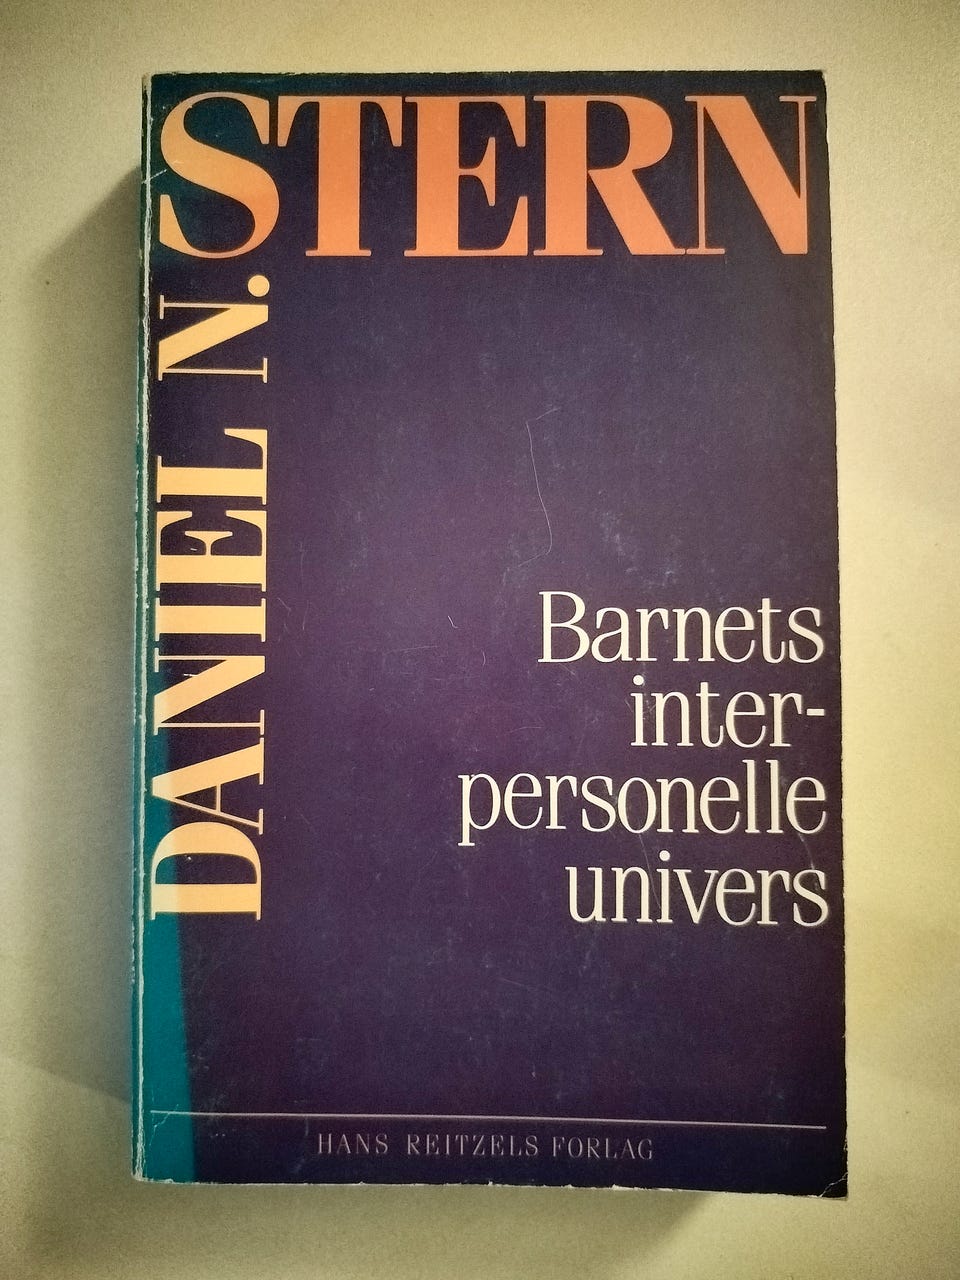 DANIEL N.
STERN
Barnets
inter-
personelle
univers
HANS REITZELS FORLAG